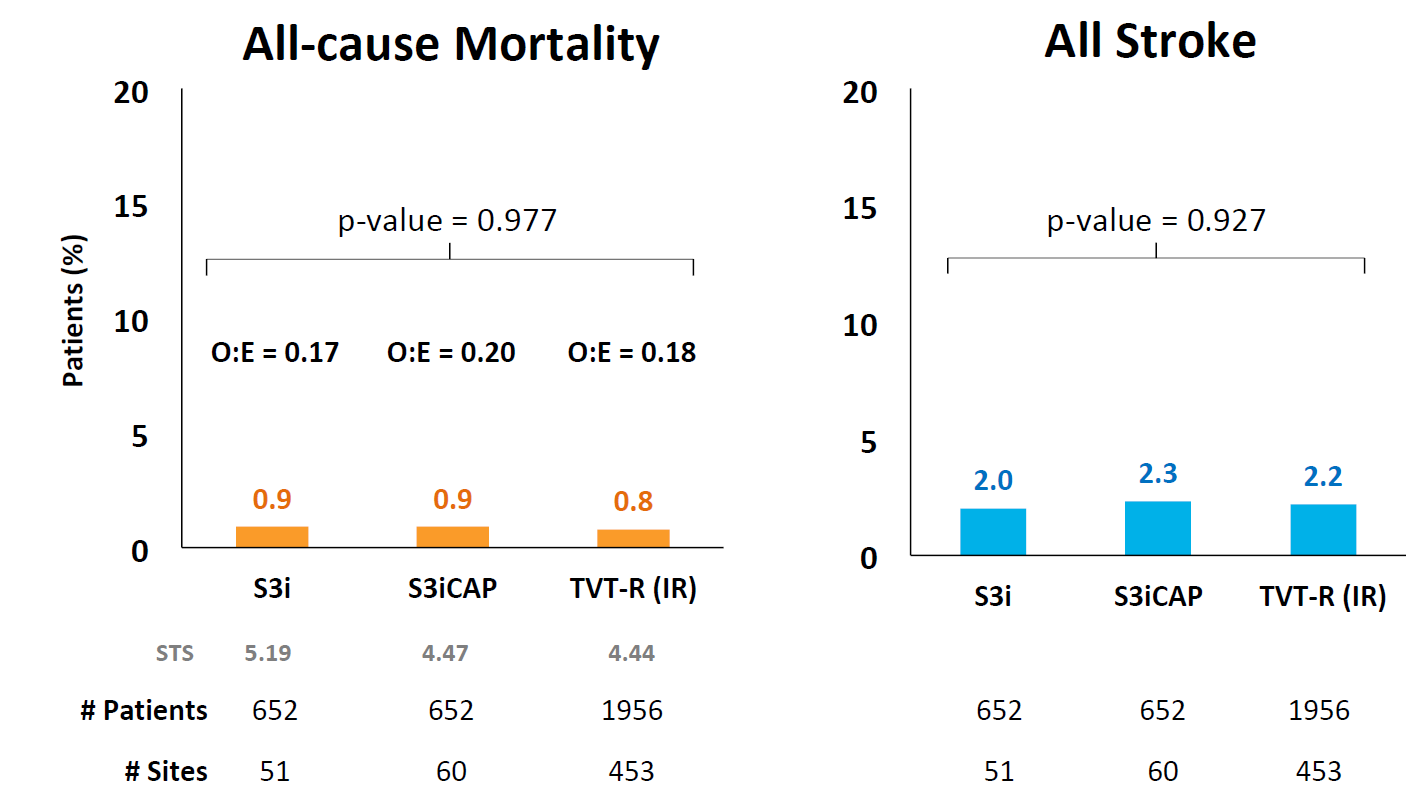 All-cause Mortality
20
15
10
5
0
Patients (%)
p-value = 0.977
O:E = 0.17 O:E = 0.20 O:E = 0.18
0.9 0.9 0.8
S3i S3iCAP TVT-R (IR)
STS 5.19 4.47 4.44
# Patients 652 652 1956
# Sites 51 60 453
All Stroke
20
15
10
5
0
p-value = 0.927
2.0 2.3 2.2
S3i S3iCAP TVT-R (IR)
652 652 1956
51 60 453